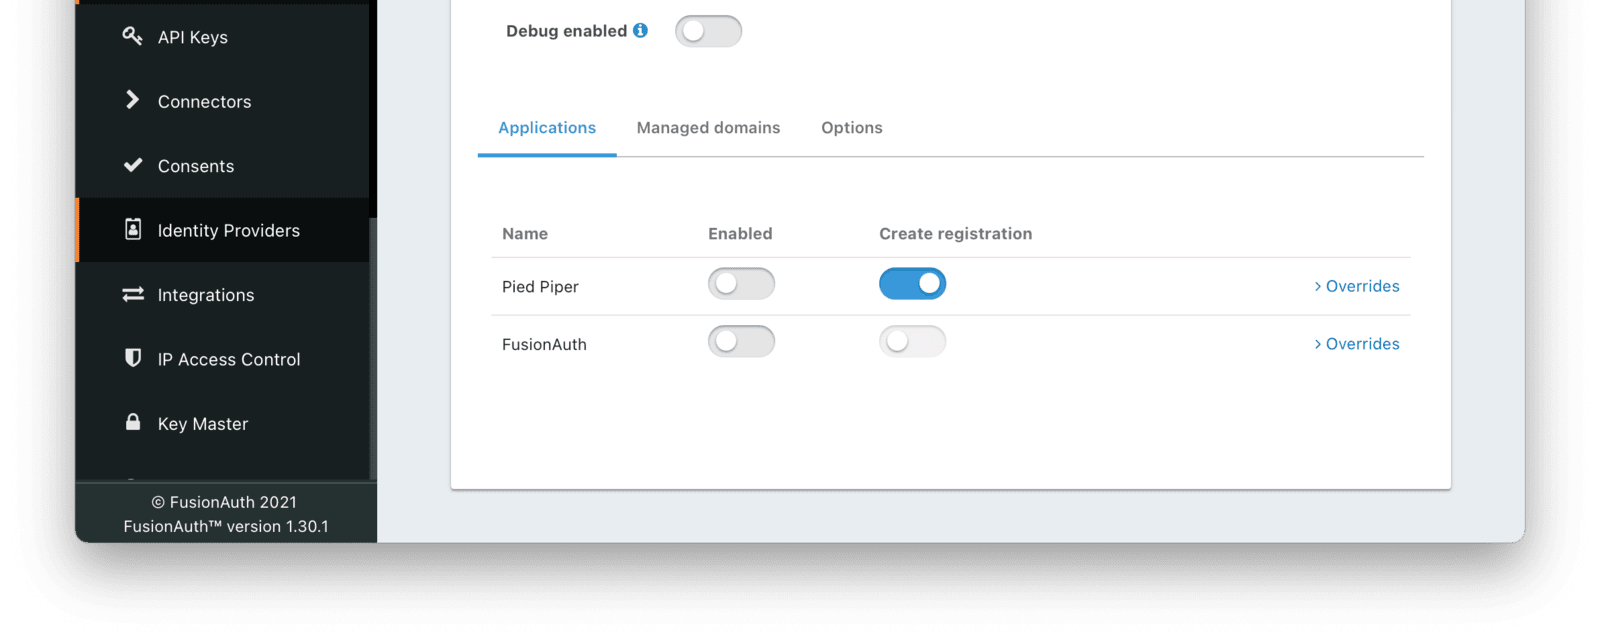 API Keys
Connectors
Consents
Identity Providers
Integrations
IP Access Control
Key Master
© FusionAuth 2021
FusionAuth™ version 1.30.1
Debug enabled
Applications Managed domains Options
Name Enabled Create registration
Pied Piper > Overrides
FusionAuth > Overrides